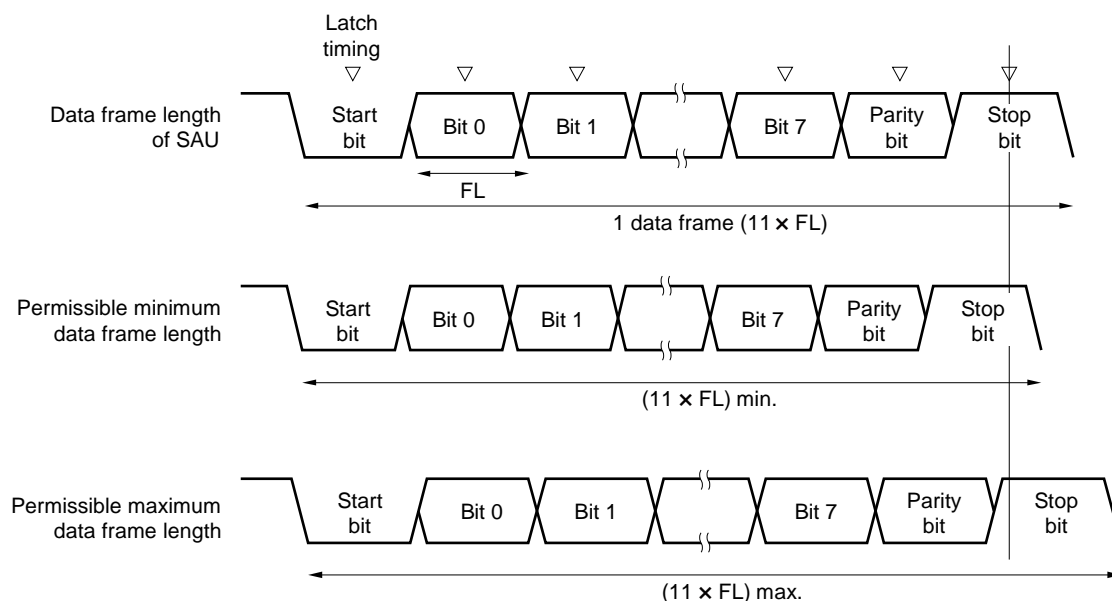 Latch
timing
Data frame length
of SAU
Start
bit
Bit 0
Bit 1
Bit 7
Parity
bit
Stop
bit
FL
1 data frame (11 × FL)
Permissible minimum
data frame length
Start
bit
Bit 0
Bit 1
Bit 7
Parity
bit
Stop
bit
(11 × FL) min.
Permissible maximum
data frame length
Start
bit
Bit 0
Bit 1
Bit 7
Parity
bit
Stop
bit
(11 × FL) max.